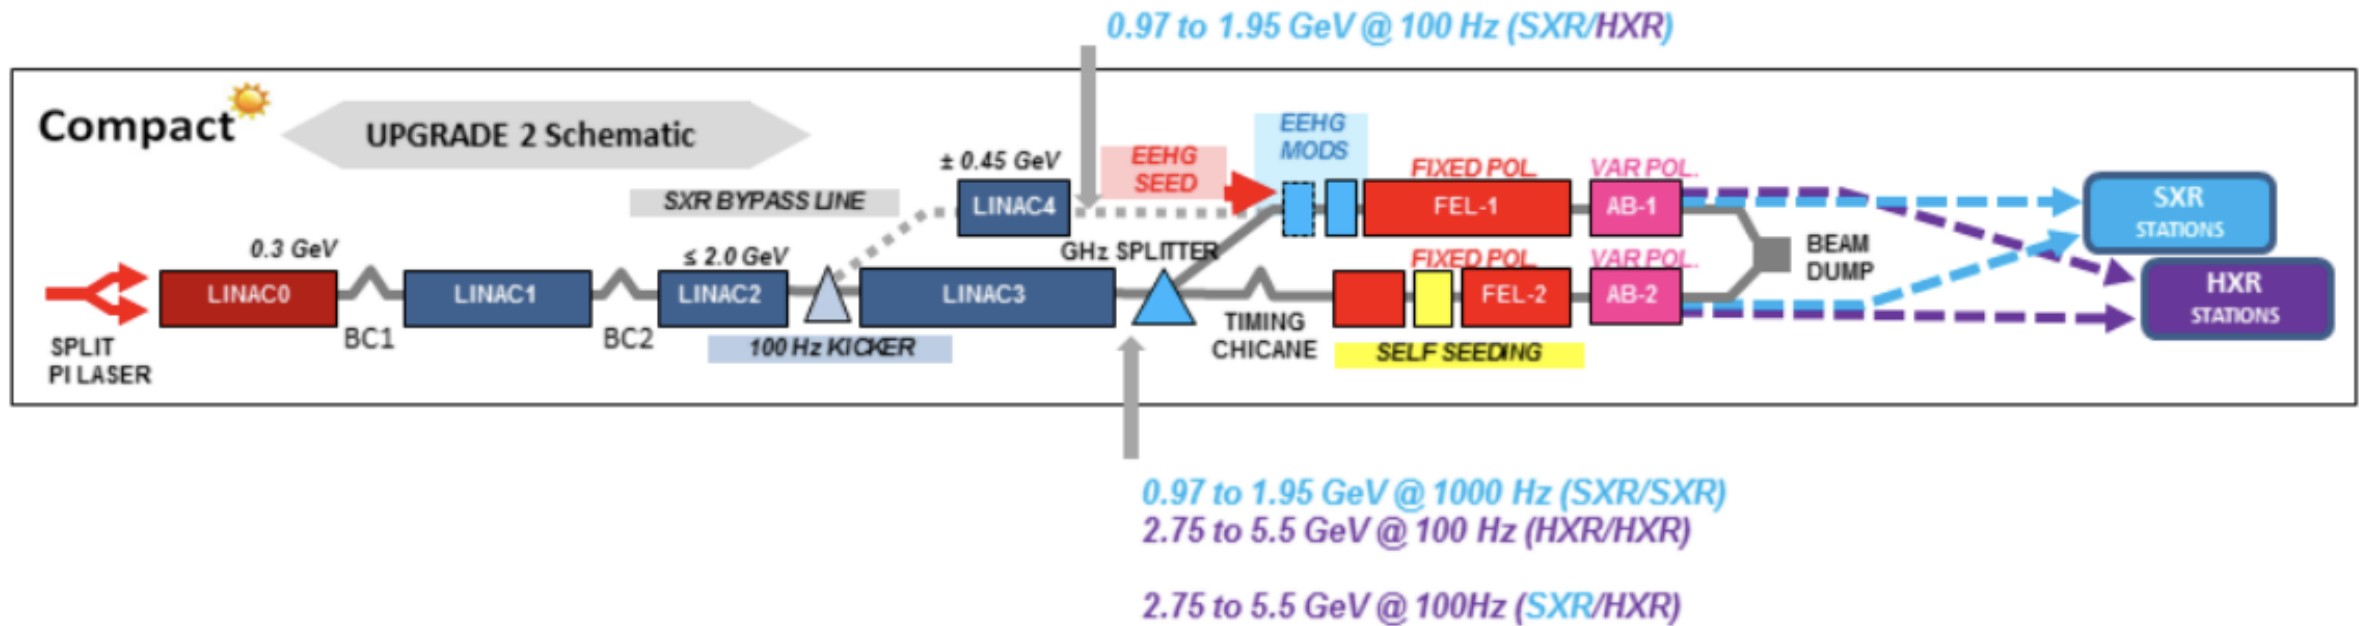 0.97 to 1.95 GeV @ 100 Hz (SXR/HXR)
Compact
UPGRADE 2 Schematic
± 0.45 GeV
EEHG
SEED
EEHG
MODS
FIXED POL.
VAR POL.
SXR BYPASS LINE
LINAC4
FEL-1
AB-1
SXR
STATIONS
0.3 GeV
≤ 2.0 GeV
GHz SPLITTER
FIXED POL.
VAR POL.
BEAM
DUMP
LINAC0
LINAC1
LINAC2
LINAC3
FEL-2
AB-2
HXR
STATIONS
SPLIT
PI LASER
BC1
BC2
100 Hz KICKER
TIMING
CHICANE
SELF SEEDING
0.97 to 1.95 GeV @ 1000 Hz (SXR/SXR)
2.75 to 5.5 GeV @ 100 Hz (HXR/HXR)
2.75 to 5.5 GeV @ 100Hz (SXR/HXR)